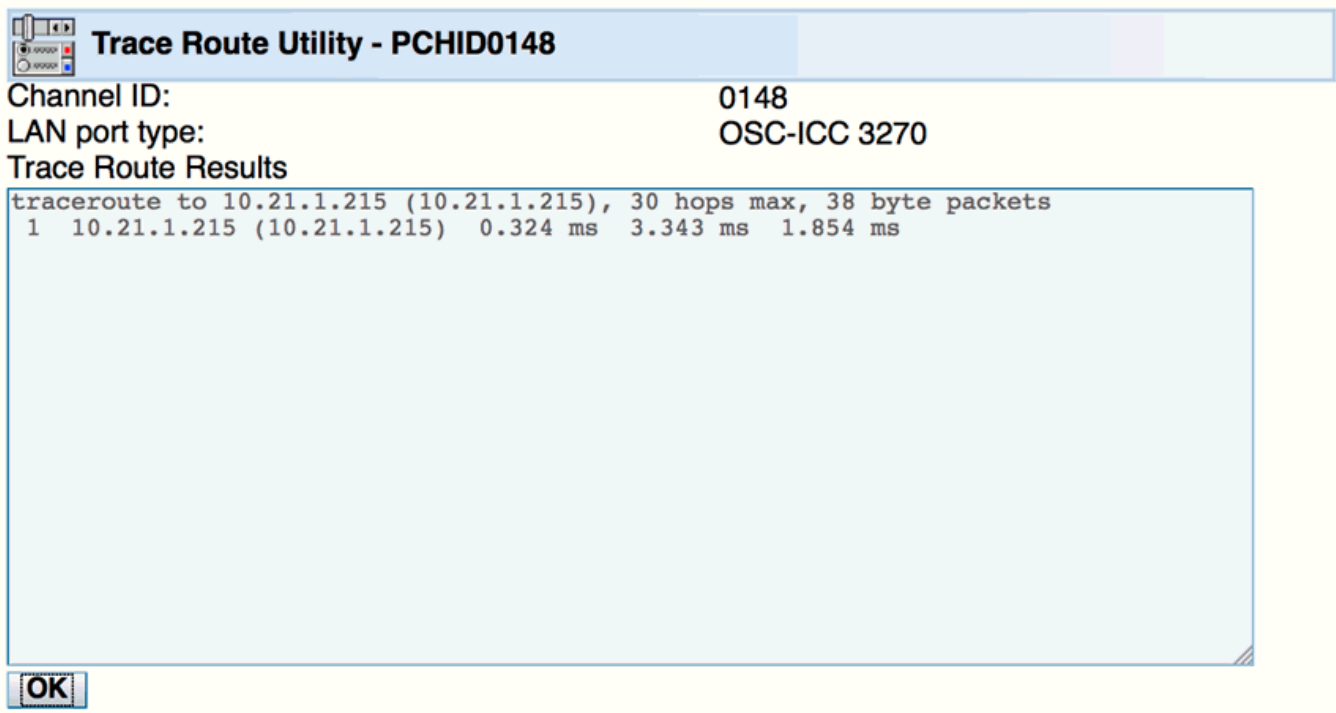 Trace Route Utility - PCHID0148
Channel ID: 0148
LAN port type: OSC-ICC 3270
Trace Route Results
traceroute to 10.21.1.215 (10.21.1.215), 30 hops max, 38 byte packets
1 10.21.1.215 (10.21.1.215) 0.324 ms 3.343 ms 1.854 ms
OK